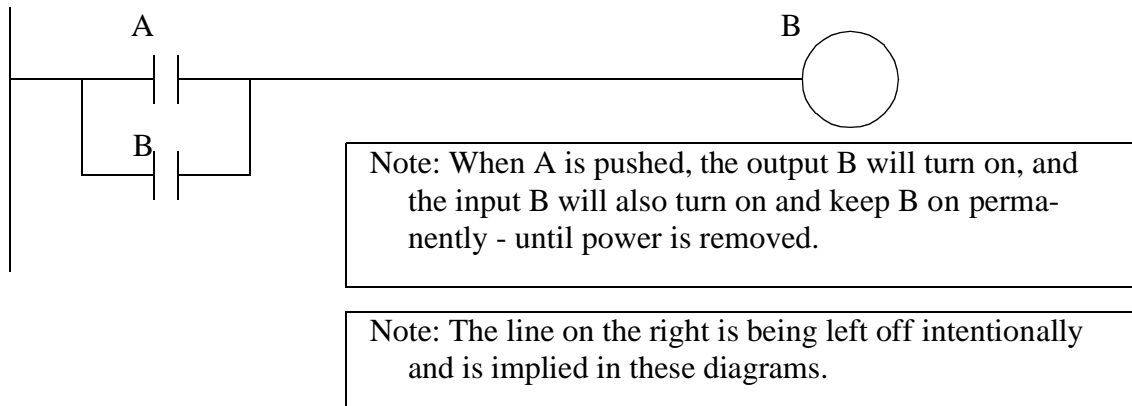 A
B
B
Note: When A is pushed, the output B will turn on, and
the input B will also turn on and keep B on perma-
nently - until power is removed.
Note: The line on the right is being left off intentionally
and is implied in these diagrams.